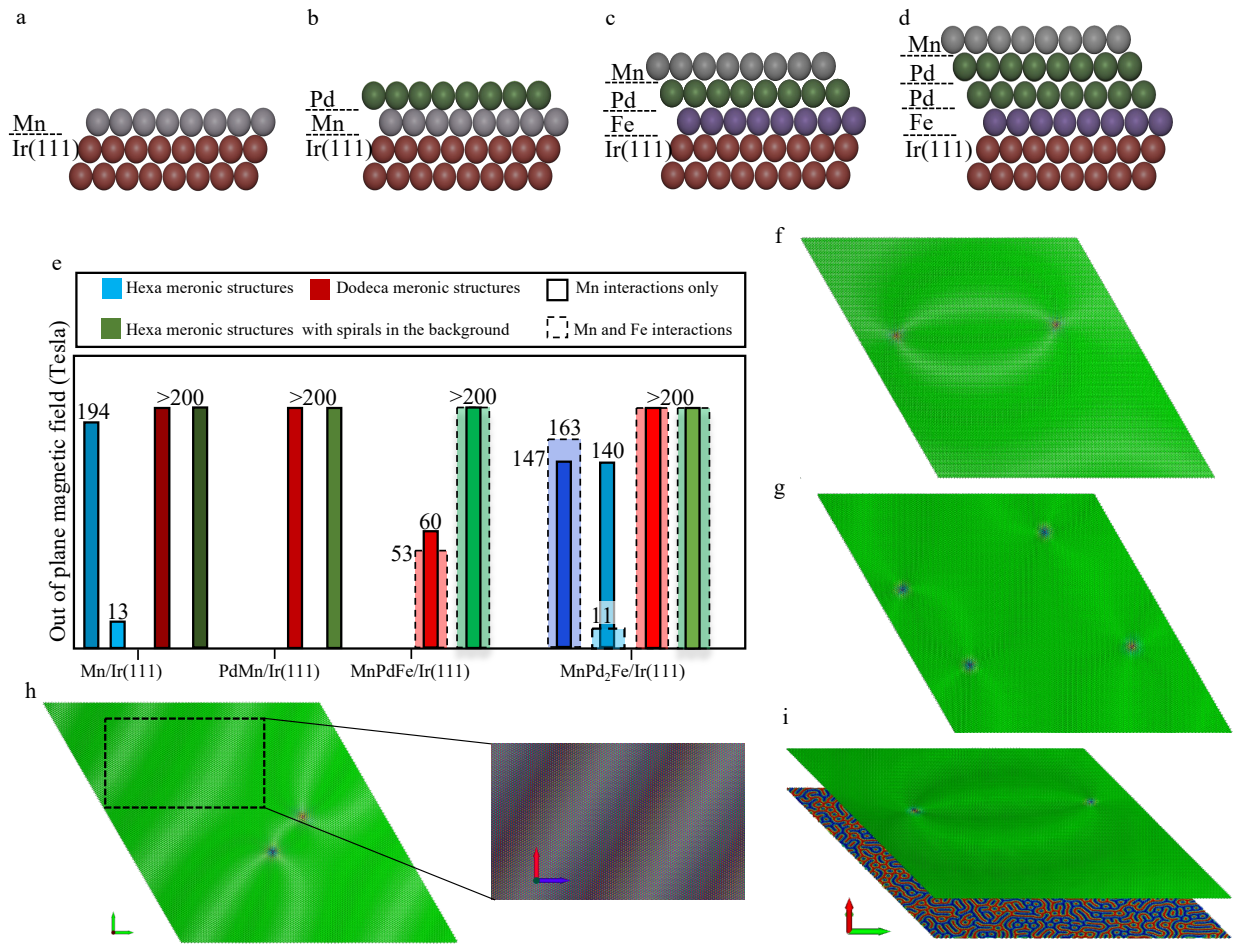 a
b
c
d
Mn
Ir(111)
Pd
Mn
Ir(111)
Mn
Pd
Fe
Ir(111)
Mn
Pd
Pd
Fe
Ir(111)
e
Hexa meronic structures
Dodeca meronic structures
Mn interactions only
Hexa meronic structures with spirals in the background
Mn and Fe interactions
Out of plane magnetic field (Tesla)
194
13
>200
>200
53
60
>200
147
163
140
11
>200
Mn/Ir(111)
PdMn/Ir(111)
MnPdFe/Ir(111)
MnPd₂Fe/Ir(111)
f
g
h
i